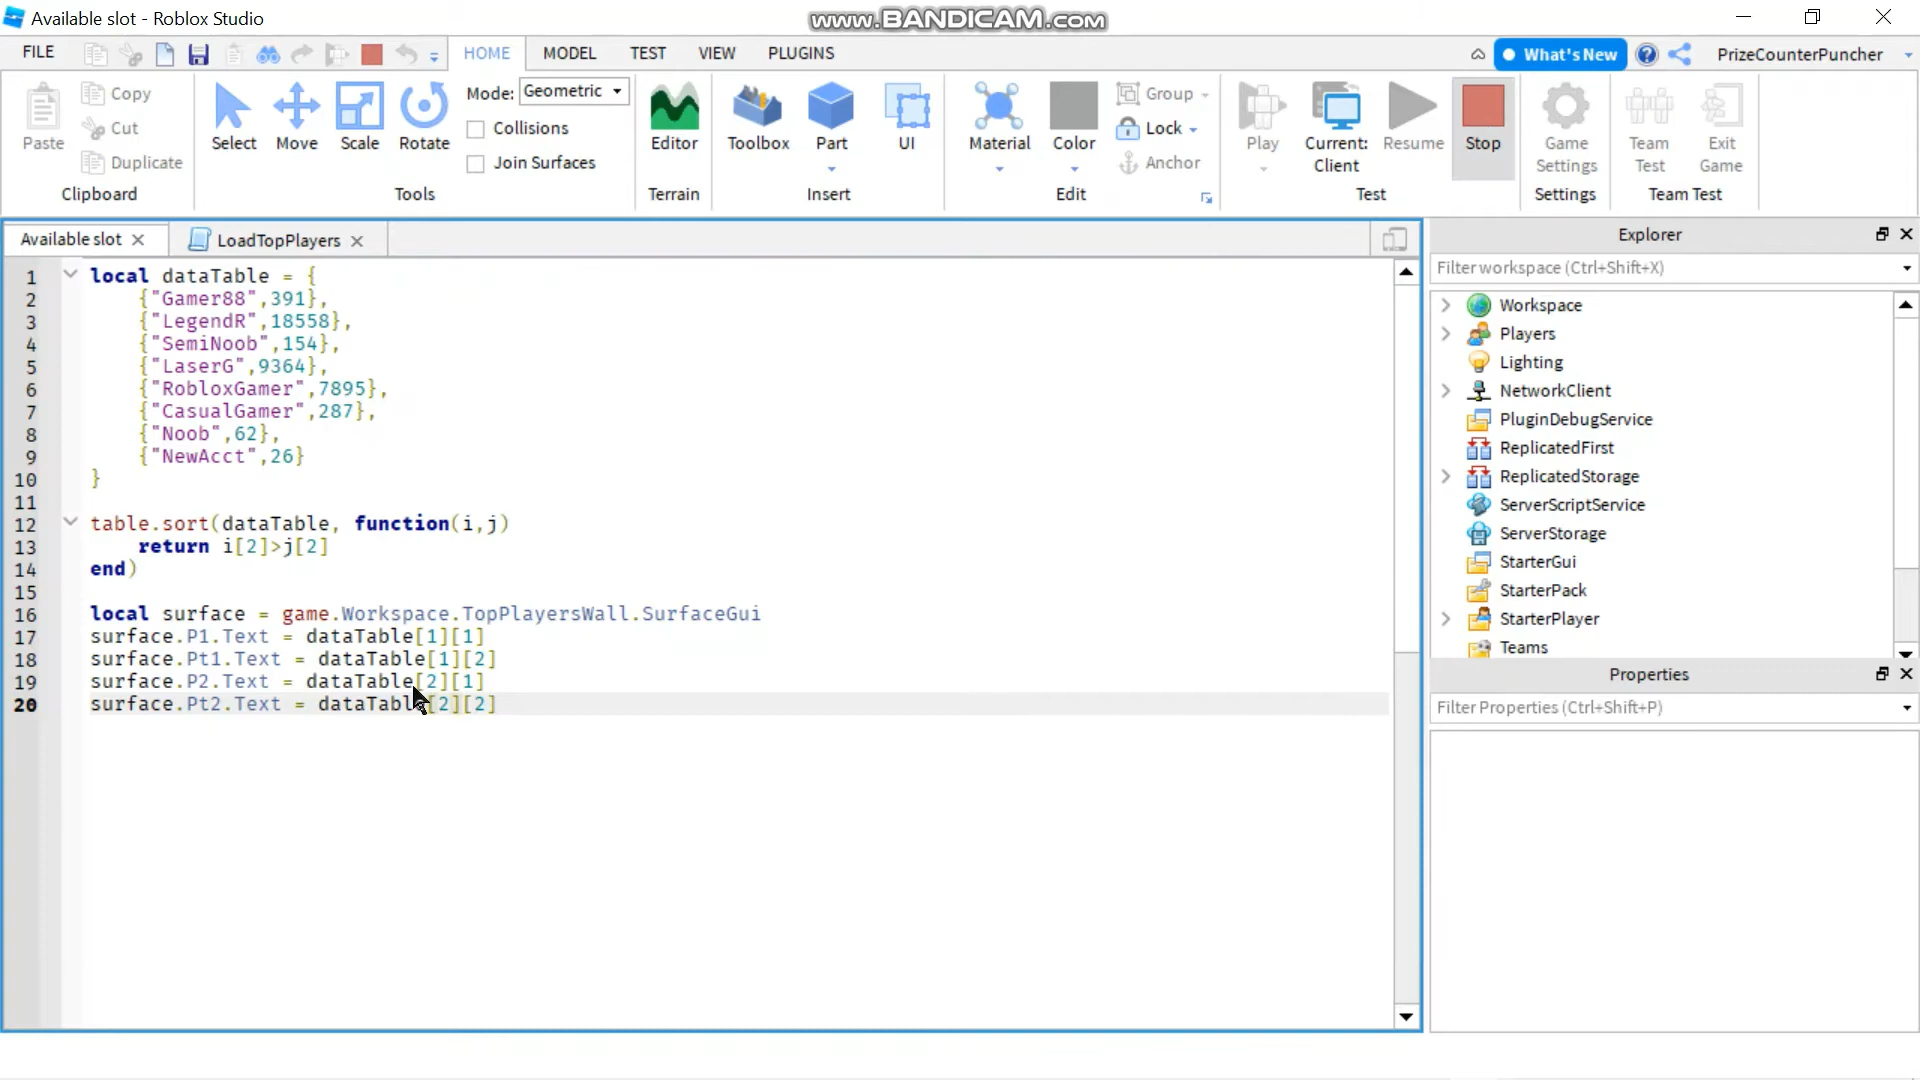 Available slot - Roblox Studio
www.BANDICAM.com
FILE
HOME
MODEL
TEST
VIEW
PLUGINS
What's New
PrizeCounterPuncher
Paste
Copy
Cut
Duplicate
Clipboard
Select
Move
Scale
Rotate
Mode: Geometric
Collisions
Join Surfaces
Tools
Editor
Terrain
Toolbox
Part
UI
Insert
Material
Color
Group
Lock
Anchor
Edit
Play
Current: Client
Resume
Stop
Test
Game Settings
Settings
Team Test
Exit Game
Team Test
Available slot
LoadTopPlayers
1 local dataTable = {
2 {"Gamer88",391},
3 {"LegendR",18558},
4 {"SemiNoob",154},
5 {"LaserG",9364},
6 {"RobloxGamer",7895},
7 {"CasualGamer",287},
8 {"Noob",62},
9 {"NewAcct",26}
10 }
11
12 table.sort(dataTable, function(i,j)
13 return i[2]>j[2]
14 end)
15
16 local surface = game.Workspace.TopPlayersWall.SurfaceGui
17 surface.P1.Text = dataTable[1][1]
18 surface.Pt1.Text = dataTable[1][2]
19 surface.P2.Text = dataTable[2][1]
20 surface.Pt2.Text = dataTable[2][2]
Explorer
Filter workspace (Ctrl+Shift+X)
Workspace
Players
Lighting
NetworkClient
PluginDebugService
ReplicatedFirst
ReplicatedStorage
ServerScriptService
ServerStorage
StarterGui
StarterPack
StarterPlayer
Teams
Properties
Filter Properties (Ctrl+Shift+P)